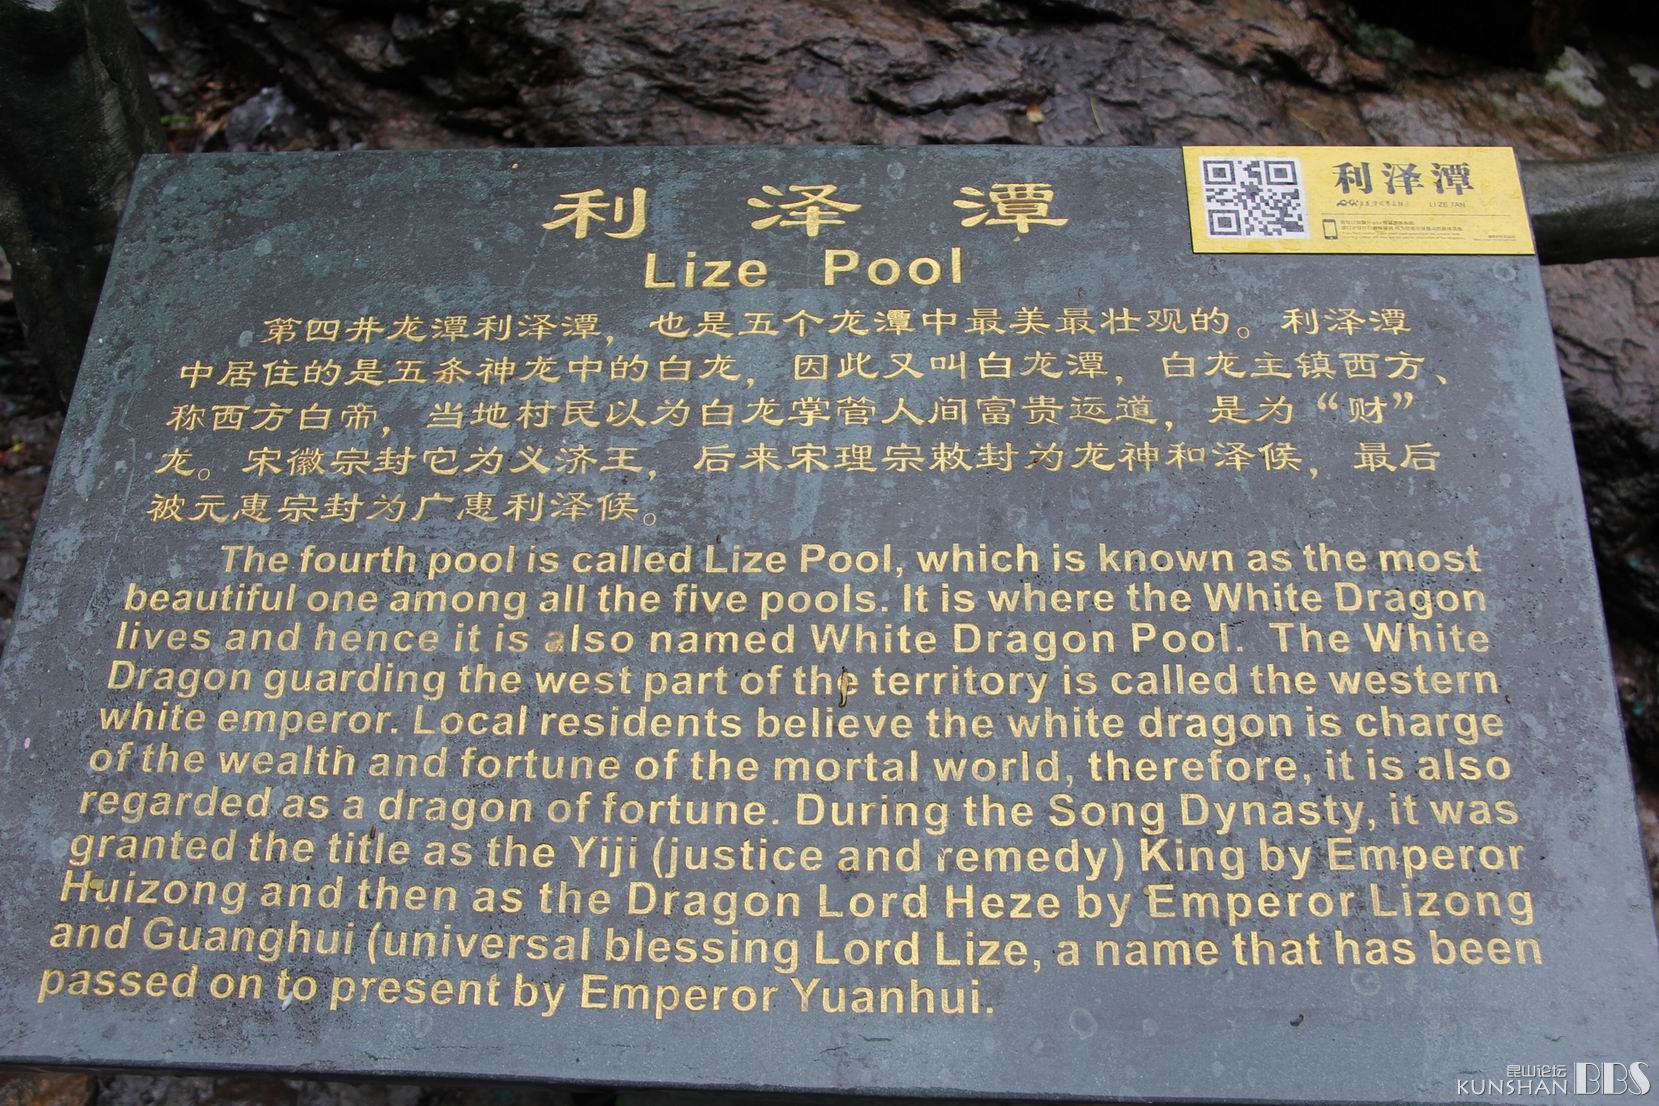 利泽潭
Lize Pool
利泽潭
LI ZE TAN
第四井龙潭利泽潭，也是五个龙潭中最美最壮观的。利泽潭
中居住的是五条神龙中的白龙，因此又叫白龙潭，白龙主镇西方、
称西方白帝，当地村民以为白龙掌管人间富贵运道，是为“财”
龙。宋徽宗封它为义济王，后来宋理宗敕封为龙神和泽候，最后
被元惠宗封为广惠利泽候。
The fourth pool is called Lize Pool, which is known as the most
beautiful one among all the five pools. It is where the White Dragon
lives and hence it is also named White Dragon Pool. The White
Dragon guarding the west part of the territory is called the western
white emperor. Local residents believe the white dragon is charge
of the wealth and fortune of the mortal world, therefore, it is also
regarded as a dragon of fortune. During the Song Dynasty, it was
granted the title as the Yiji (justice and remedy) King by Emperor
Huizong and then as the Dragon Lord Heze by Emperor Lizong
and Guanghui (universal blessing Lord Lize, a name that has been
passed on to present by Emperor Yuanhui.
昆山论坛
KUNSHAN BBS